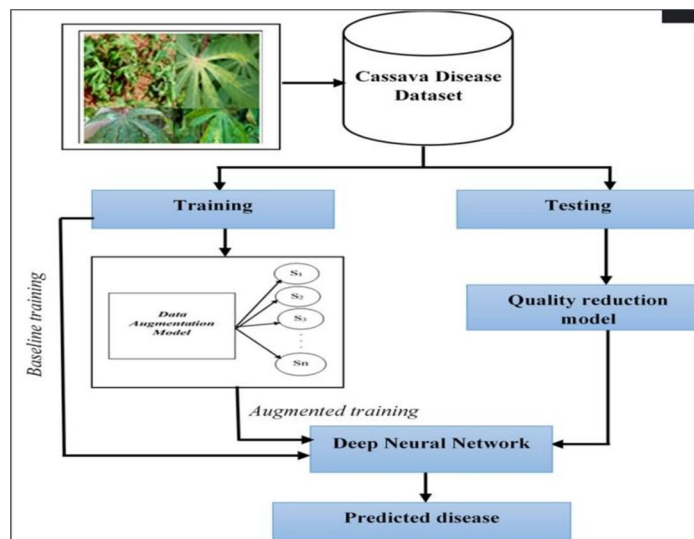 Cassava Disease
Dataset
Training
Testing
Baseline training
Data
Augmentation
Model
S1
S2
S3
Sn
Quality reduction
model
Augmented training
Deep Neural Network
Predicted disease